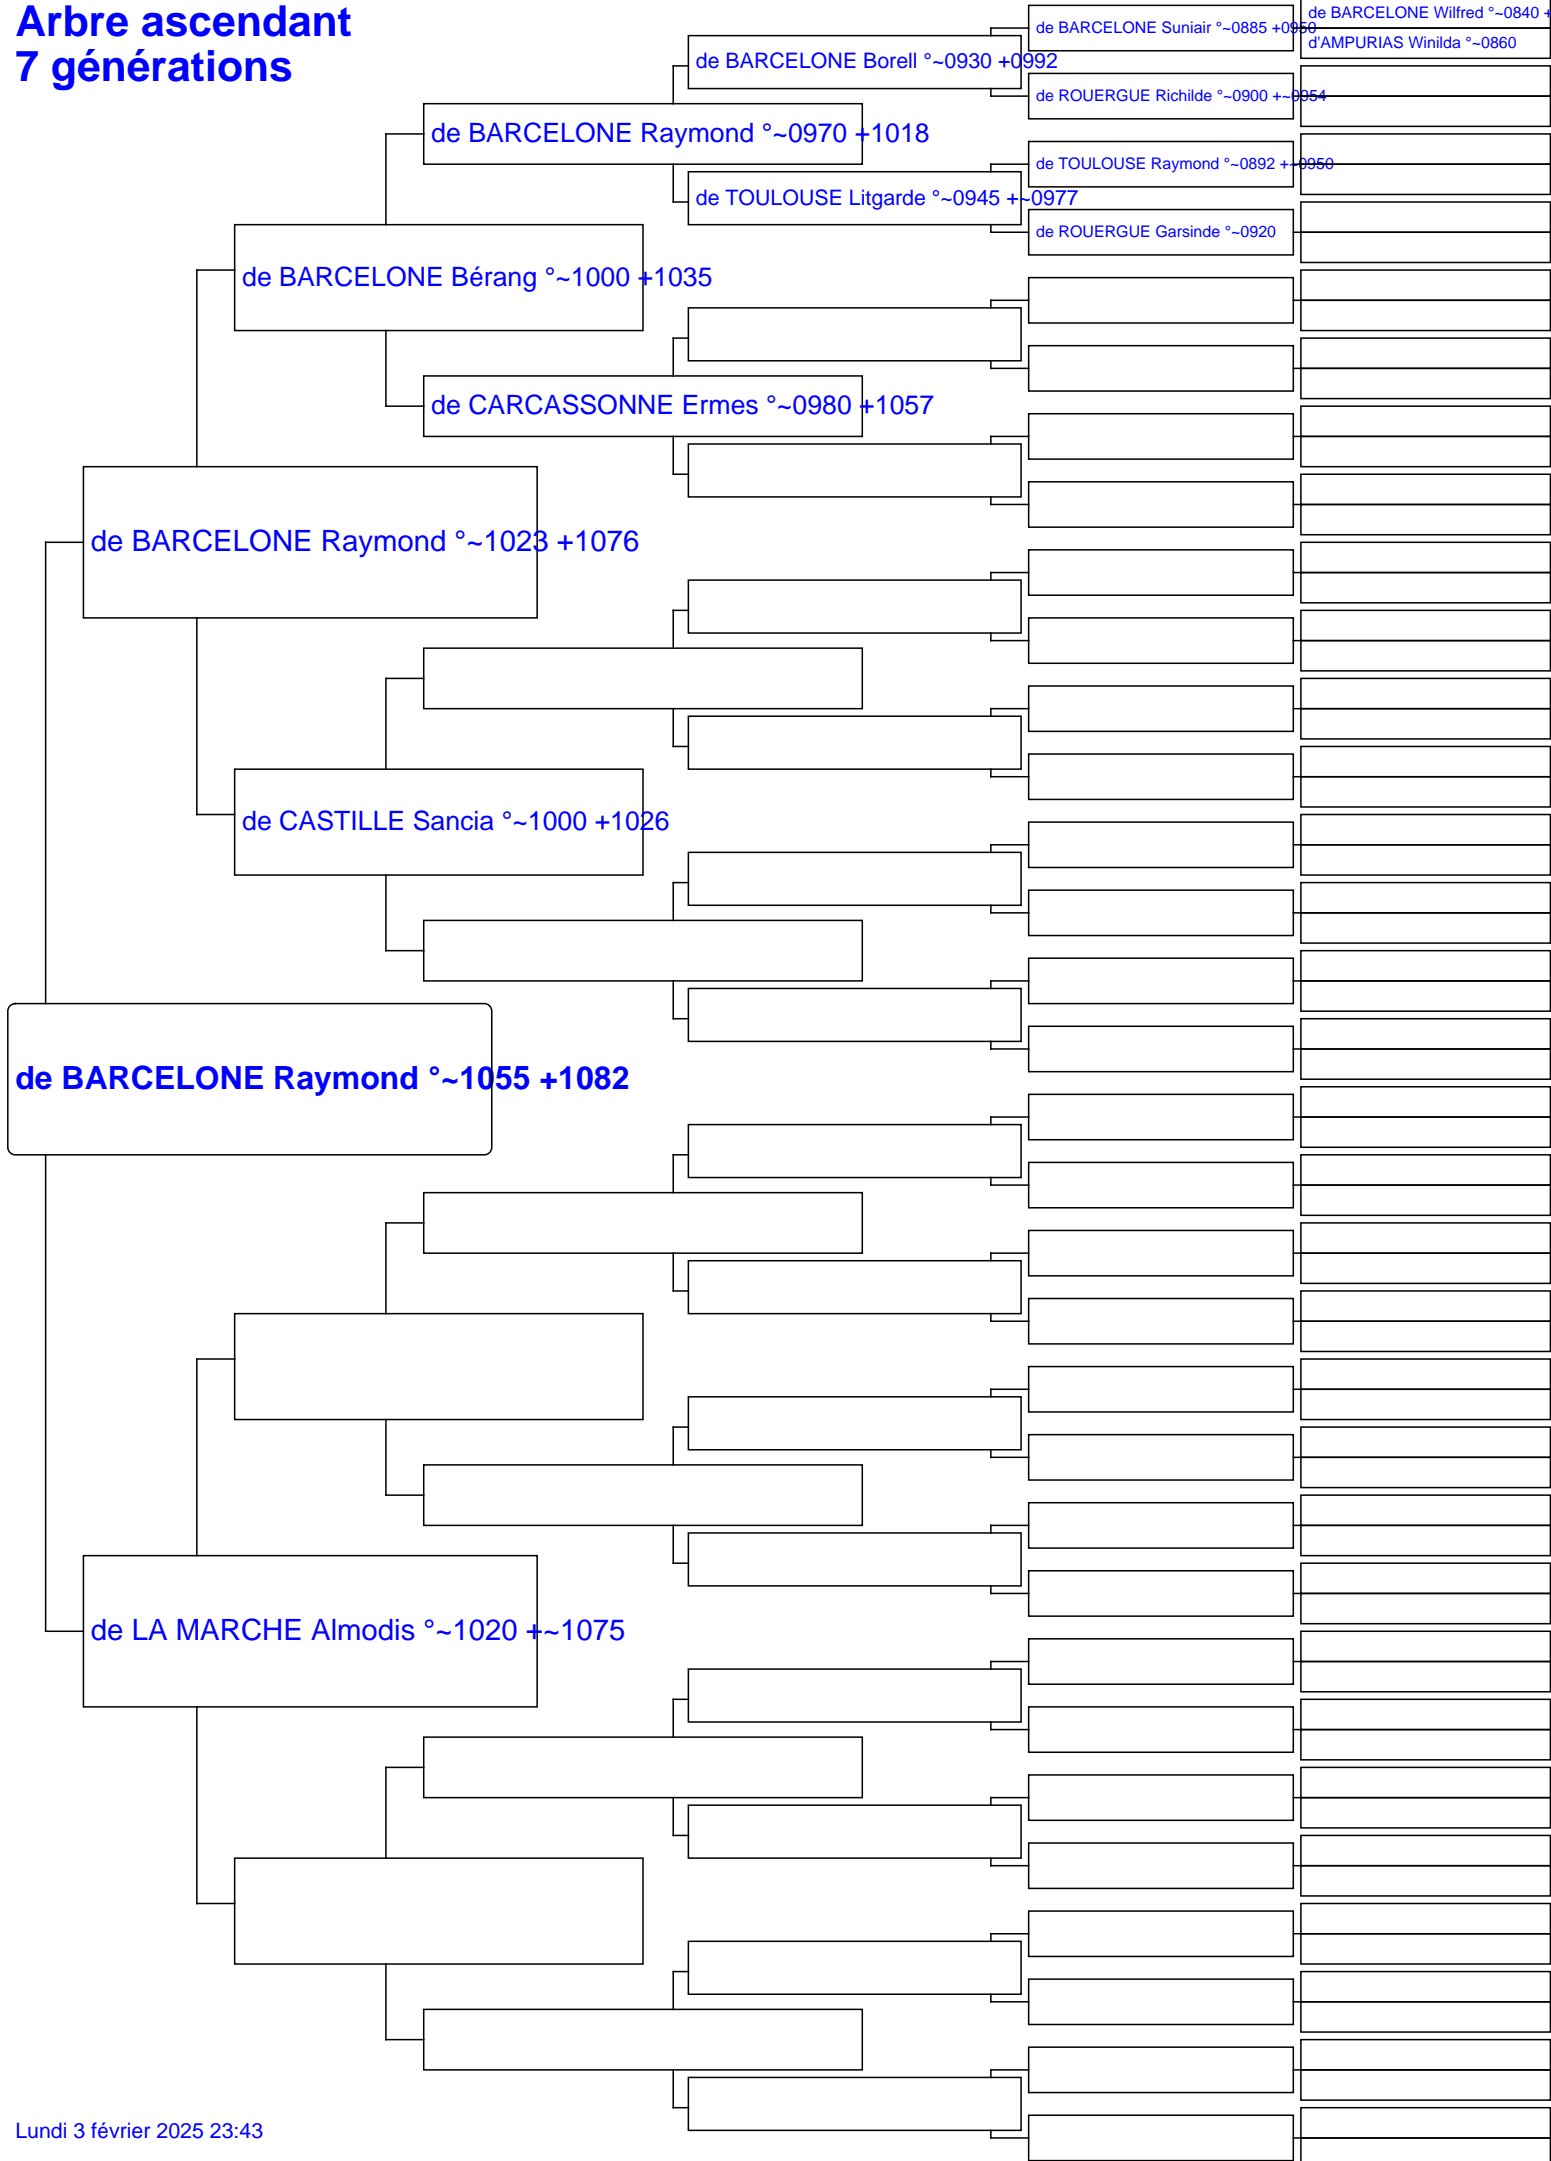 Arbre ascendant
7 générations
de BARCELONE Wilfred °~0840 +
de BARCELONE Suniair °~0885 +0950
d'AMPURIAS Winilda °~0860
de BARCELONE Borell °~0930 +0992
de ROUERGUE Richilde °~0900 +~0954
de BARCELONE Raymond °~0970 +1018
de TOULOUSE Raymond °~0892 +~0950
de TOULOUSE Litgarde °~0945 +~0977
de ROUERGUE Garsinde °~0920
de BARCELONE Bérang °~1000 +1035
de CARCASSONNE Ermes °~0980 +1057
de BARCELONE Raymond °~1023 +1076
de CASTILLE Sancia °~1000 +1026
de BARCELONE Raymond °~1055 +1082
de LA MARCHE Almodis °~1020 +~1075
Lundi 3 février 2025 23:43